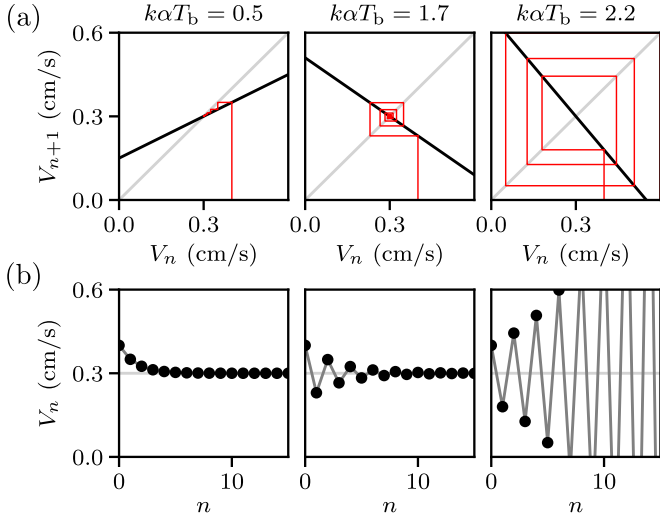 (a)
kαT_b = 0.5
kαT_b = 1.7
kαT_b = 2.2
V_{n+1} (cm/s)
0.6
0.3
0.0
0.0 0.3
0.0 0.3
0.0 0.3
V_n (cm/s)
V_n (cm/s)
V_n (cm/s)
(b)
V_n (cm/s)
0.6
0.3
0.0
0 10
0 10
0 10
n
n
n